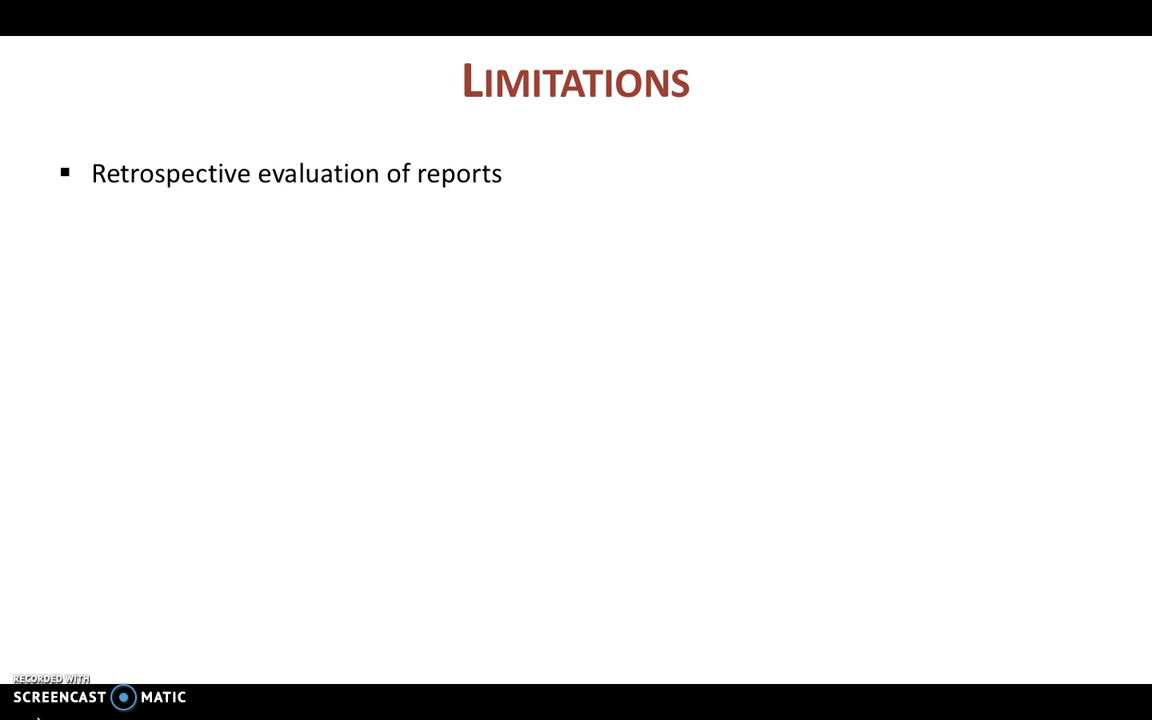 LIMITATIONS
▪ Retrospective evaluation of reports
RECORDED WITH
SCREENCAST MATIC